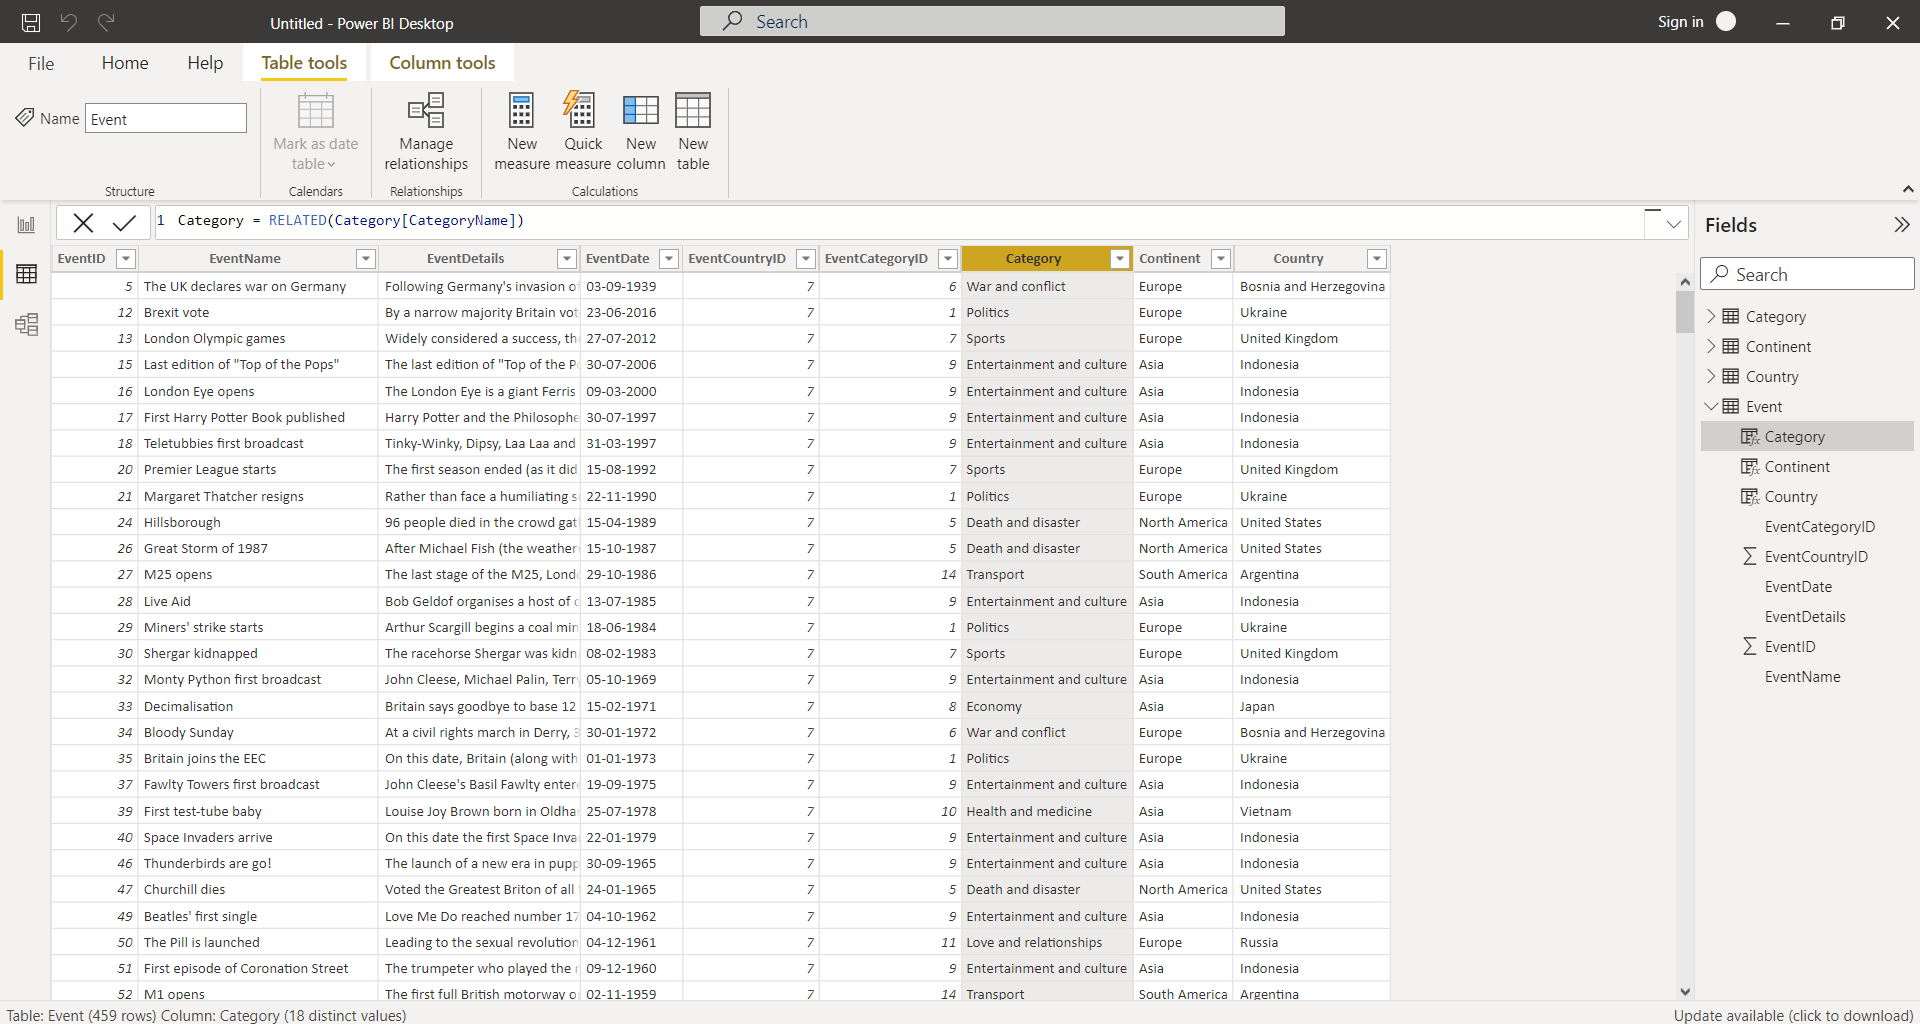 Untitled - Power BI Desktop
Search
Sign in
File Home Help Table tools Column tools
Name Event
Mark as date table
Manage relationships
New measure
Quick measure
New column
New table
Structure Calendars Relationships Calculations
1 Category = RELATED(Category[CategoryName])
EventID EventName EventDetails EventDate EventCountryID EventCategoryID Category Continent Country
5 The UK declares war on Germany Following Germany's invasion of 03-09-1939 7 6 War and conflict Europe Bosnia and Herzegovina
12 Brexit vote By a narrow majority Britain vot 23-06-2016 7 1 Politics Europe Ukraine
13 London Olympic games Widely considered a success, th 27-07-2012 7 7 Sports Europe United Kingdom
15 Last edition of "Top of the Pops" The last edition of "Top of the P 30-07-2006 7 9 Entertainment and culture Asia Indonesia
16 London Eye opens The London Eye is a giant Ferris 09-03-2000 7 9 Entertainment and culture Asia Indonesia
17 First Harry Potter Book published Harry Potter and the Philosophe 30-07-1997 7 9 Entertainment and culture Asia Indonesia
18 Teletubbies first broadcast Tinky-Winky, Dipsy, Laa Laa and 31-03-1997 7 9 Entertainment and culture Asia Indonesia
20 Premier League starts The first season ended (as it did 15-08-1992 7 7 Sports Europe United Kingdom
21 Margaret Thatcher resigns Rather than face a humiliating s 22-11-1990 7 1 Politics Europe Ukraine
24 Hillsborough 96 people died in the crowd gat 15-04-1989 7 5 Death and disaster North America United States
26 Great Storm of 1987 After Michael Fish (the weather 15-10-1987 7 5 Death and disaster North America United States
27 M25 opens The last stage of the M25, Lond 29-10-1986 7 14 Transport South America Argentina
28 Live Aid Bob Geldof organises a host of 13-07-1985 7 9 Entertainment and culture Asia Indonesia
29 Miners' strike starts Arthur Scargill begins a coal min 18-06-1984 7 1 Politics Europe Ukraine
30 Shergar kidnapped The racehorse Shergar was kidn 08-02-1983 7 7 Sports Europe United Kingdom
32 Monty Python first broadcast John Cleese, Michael Palin, Terry 05-10-1969 7 9 Entertainment and culture Asia Indonesia
33 Decimalisation Britain says goodbye to base 12 15-02-1971 7 8 Economy Asia Japan
34 Bloody Sunday At a civil rights march in Derry, 30-01-1972 7 6 War and conflict Europe Bosnia and Herzegovina
35 Britain joins the EEC On this date, Britain (along with 01-01-1973 7 1 Politics Europe Ukraine
37 Fawlty Towers first broadcast John Cleese's Basil Fawlty enter 19-09-1975 7 9 Entertainment and culture Asia Indonesia
39 First test-tube baby Louise Joy Brown born in Oldha 25-07-1978 7 10 Health and medicine Asia Vietnam
40 Space Invaders arrive On this date the first Space Inva 22-01-1979 7 9 Entertainment and culture Asia Indonesia
46 Thunderbirds are go! The launch of a new era in pupp 30-09-1965 7 9 Entertainment and culture Asia Indonesia
47 Churchill dies Voted the Greatest Briton of all 24-01-1965 7 5 Death and disaster North America United States
49 Beatles' first single Love Me Do reached number 17 04-10-1962 7 9 Entertainment and culture Asia Indonesia
50 The Pill is launched Leading to the sexual revolution 04-12-1961 7 11 Love and relationships Europe Russia
51 First episode of Coronation Street The trumpeter who played the 09-12-1960 7 9 Entertainment and culture Asia Indonesia
52 M1 opens The first full British motorway 02-11-1959 7 14 Transport South America Argentina
Fields
Search
Category
Continent
Country
Event
Category
Continent
Country
EventCategoryID
EventCountryID
EventDate
EventDetails
EventID
EventName
Table: Event (459 rows) Column: Category (18 distinct values)
Update available (click to download)